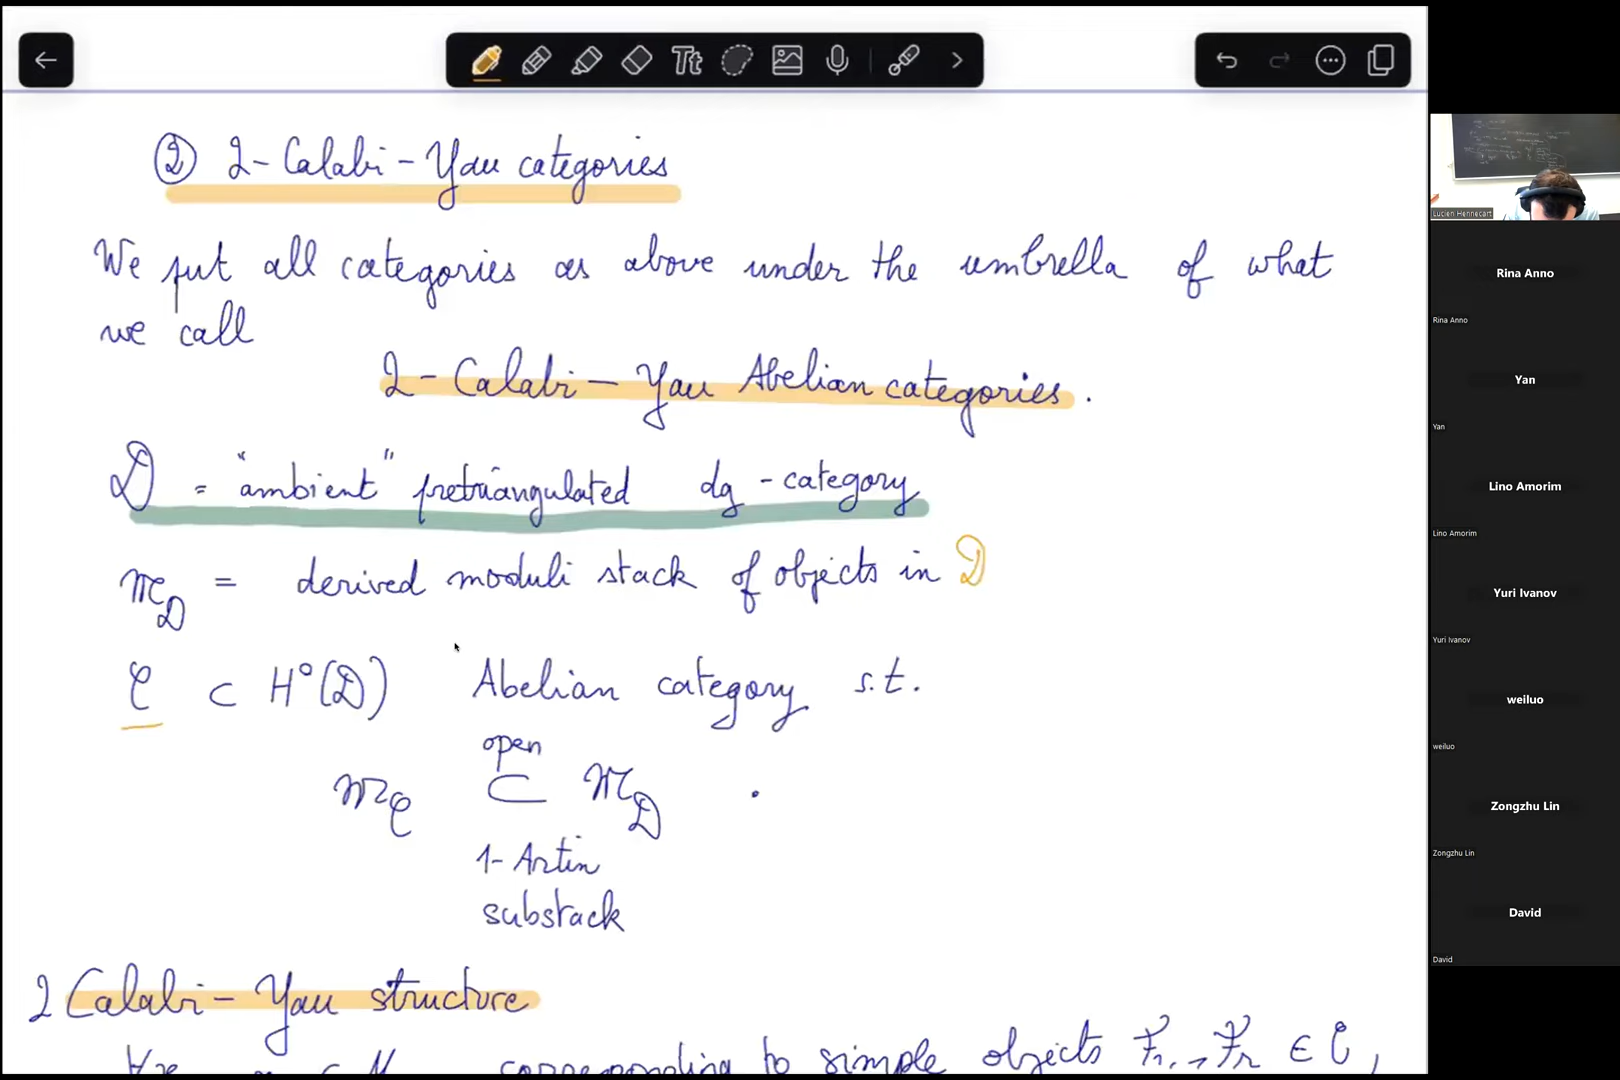 Tt
② 2-Calabi-Yau categories
We put all categories as above under the umbrella of what
we call
2-Calabi-Yau Abelian categories.
𝒟 = "ambient" pretriangulated dg-category
𝔐_𝒟 = derived moduli stack of objects in 𝒟
𝒞 ⊂ H⁰(𝒟) Abelian category s.t.
open
𝔐_𝒞 ⊂ 𝔐_𝒟 .
1-Artin
substack
2 Calabi-Yau structure
corresponding to simple objects ℱ₁,.., ℱᵣ ∈ 𝒞,
Lucien Hennecart
Rina Anno
Rina Anno
Yan
Yan
Lino Amorim
Lino Amorim
Yuri Ivanov
Yuri Ivanov
weiluo
weiluo
Zongzhu Lin
Zongzhu Lin
David
David